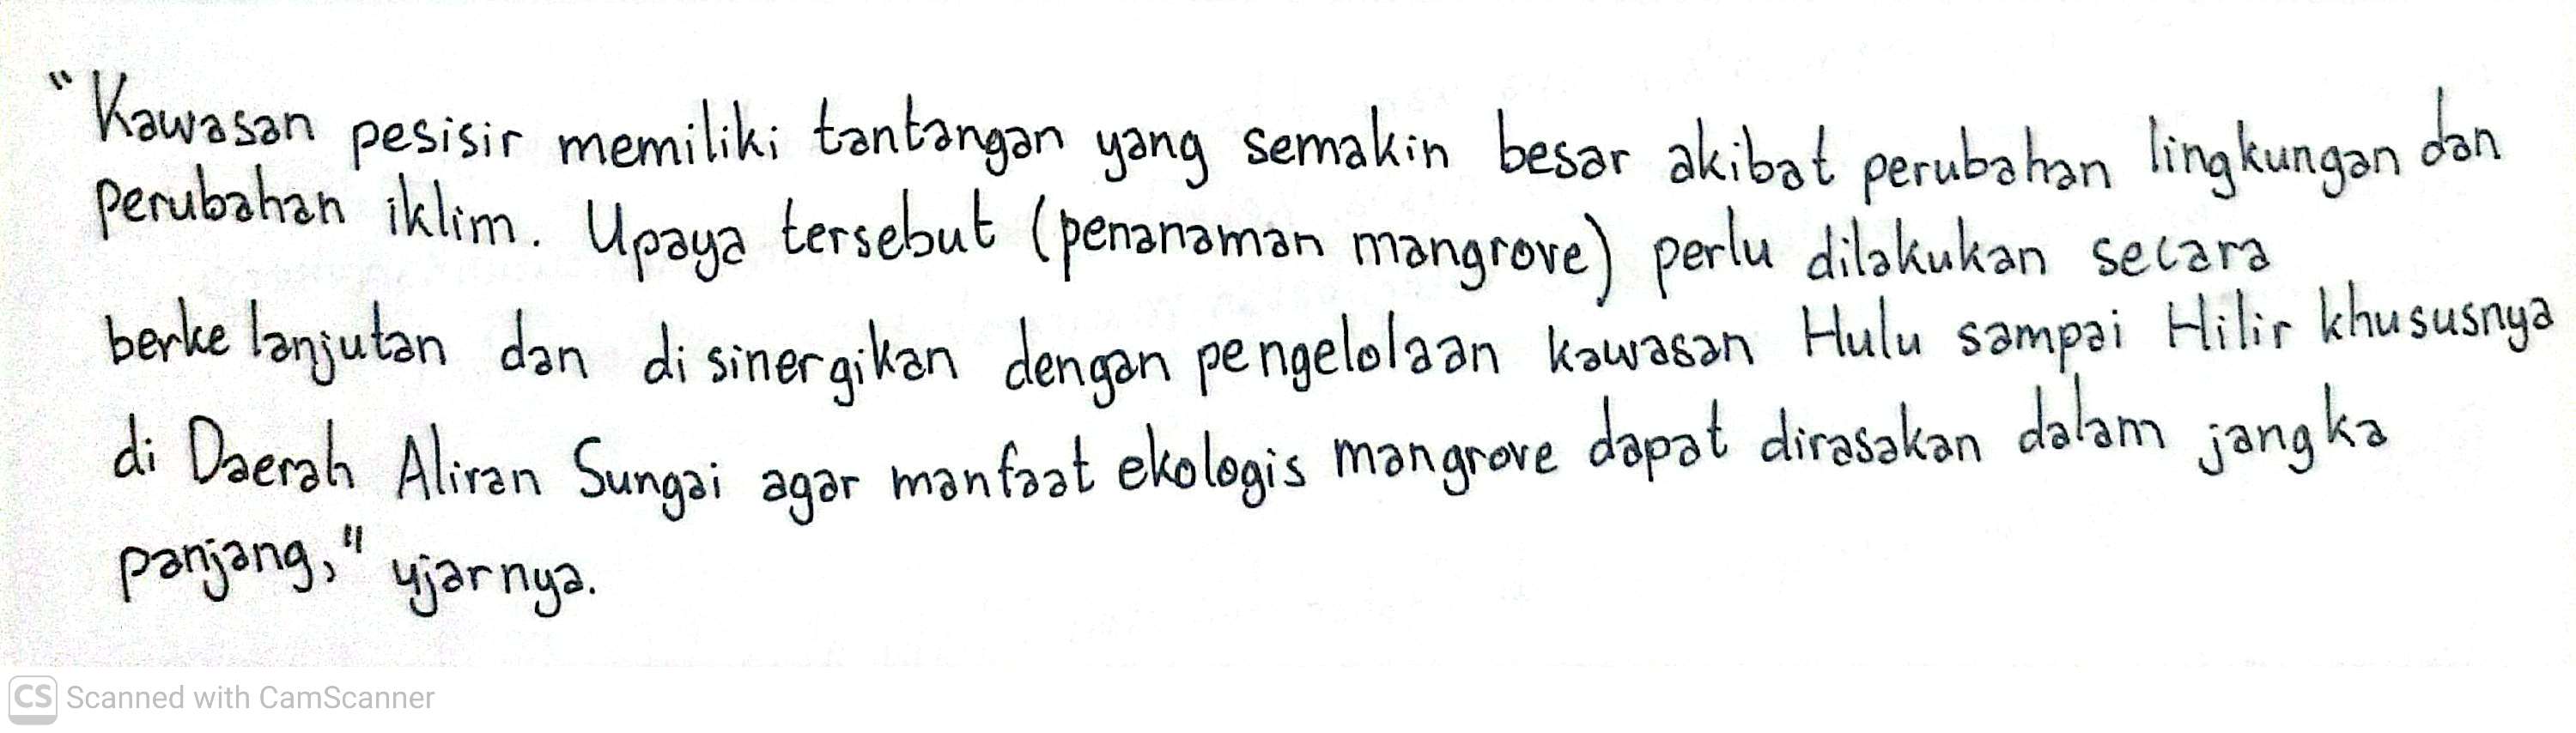 "Kawasan pesisir memiliki tantangan yang semakin besar akibat perubahan lingkungan dan
perubahan iklim. Upaya tersebut (penanaman mangrove) perlu dilakukan secara
berkelanjutan dan disinergikan dengan pengelolaan kawasan Hulu sampai Hilir khususnya
di Daerah Aliran Sungai agar manfaat ekologis mangrove dapat dirasakan dalam jangka
panjang," ujarnya.
CS Scanned with CamScanner